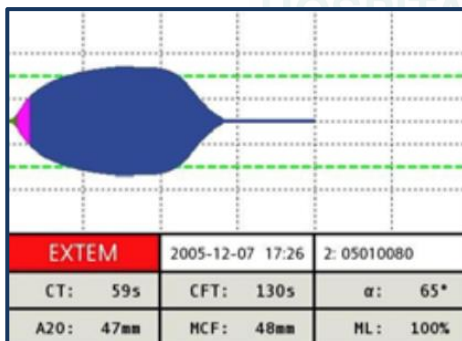 EXTEM 2005-12-07 17:26 2: 05010080
CT: 59s CFT: 130s α: 65°
A20: 47mm MCF: 48mm ML: 100%